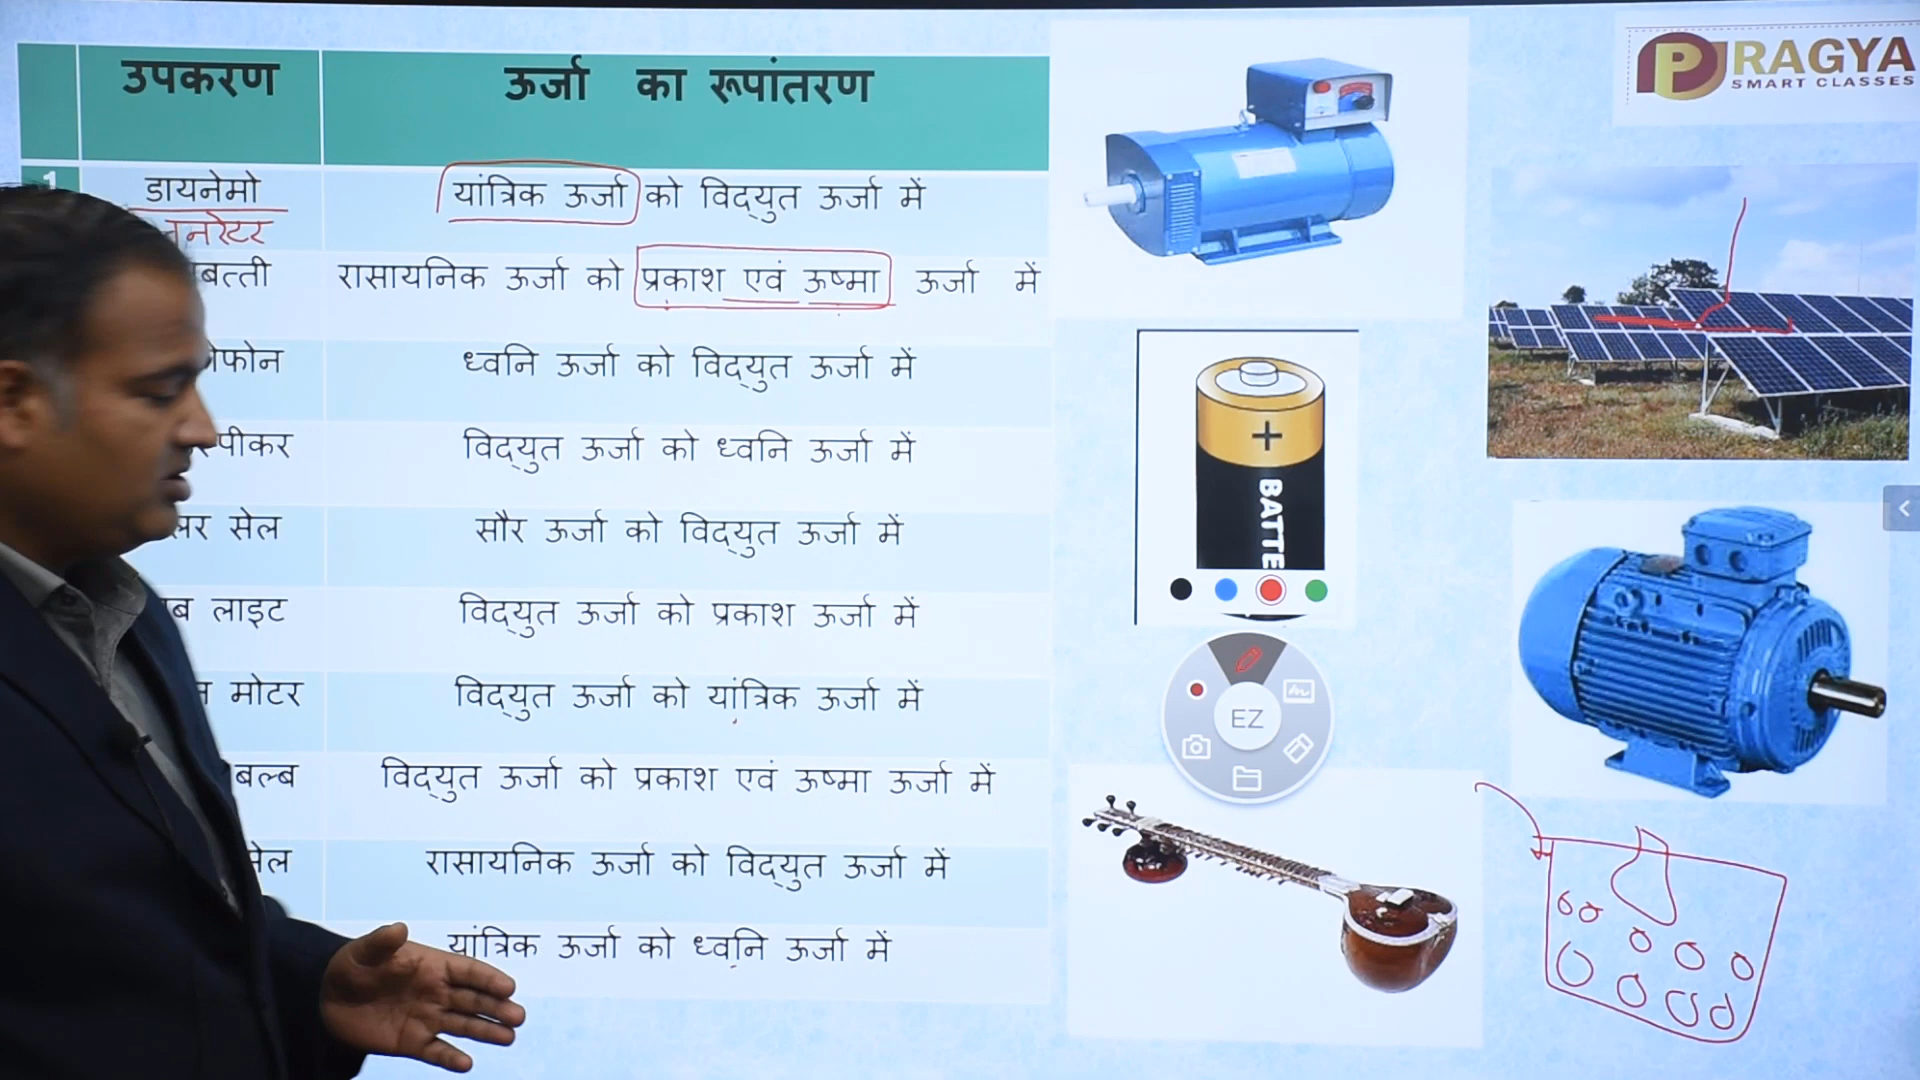 उपकरण ऊर्जा का रूपांतरण
1 डायनेमो यांत्रिक ऊर्जा को विद्युत ऊर्जा में
रासायनिक ऊर्जा को प्रकाश एवं ऊष्मा ऊर्जा में
ध्वनि ऊर्जा को विद्युत ऊर्जा में
विद्युत ऊर्जा को ध्वनि ऊर्जा में
सेल सौर ऊर्जा को विद्युत ऊर्जा में
लाइट विद्युत ऊर्जा को प्रकाश ऊर्जा में
मोटर विद्युत ऊर्जा को यांत्रिक ऊर्जा में
बल्ब विद्युत ऊर्जा को प्रकाश एवं ऊष्मा ऊर्जा में
रासायनिक ऊर्जा को विद्युत ऊर्जा में
यांत्रिक ऊर्जा को ध्वनि ऊर्जा में
PRAGYA
SMART CLASSES
+
BATTE
EZ